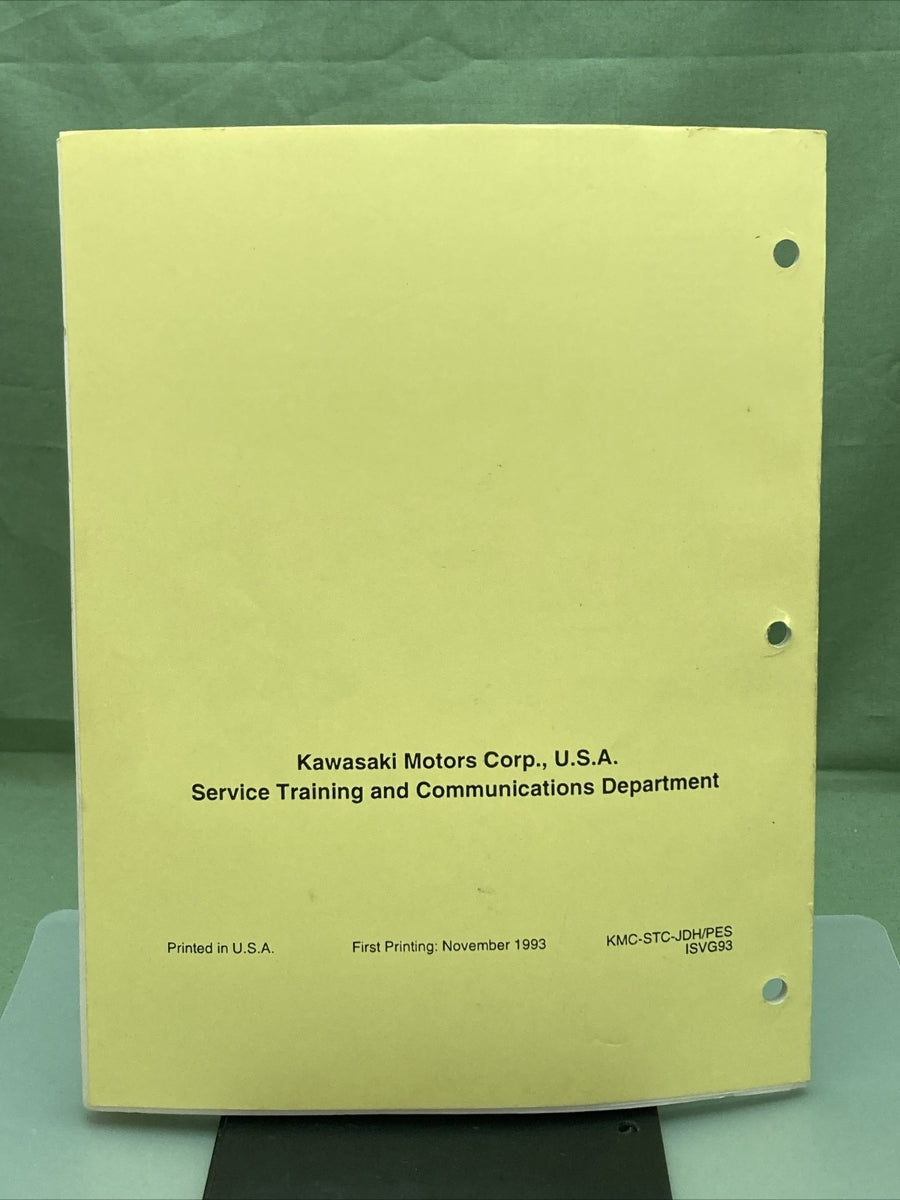 Kawasaki Motors Corp., U.S.A.
Service Training and Communications Department
Printed in U.S.A.
First Printing: November 1993
KMC-STC-JDH/PES
ISVG93